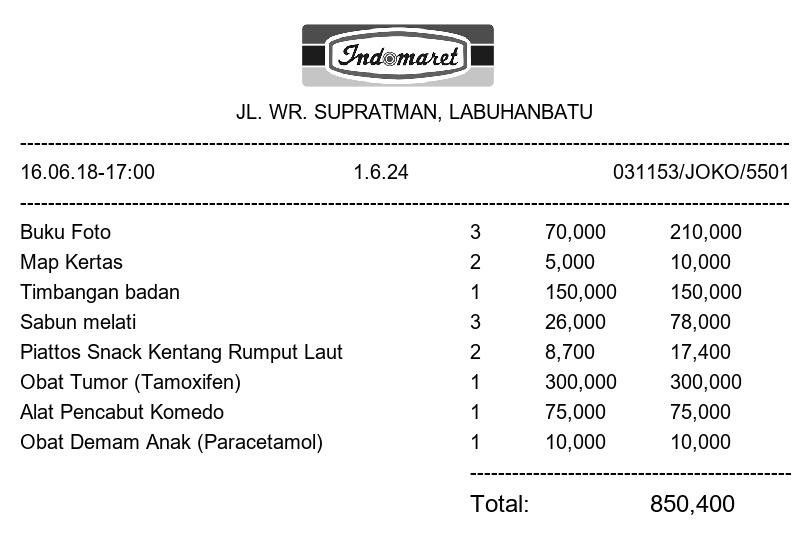 Indomaret
JL. WR. SUPRATMAN, LABUHANBATU
16.06.18-17:00 1.6.24 031153/JOKO/5501
Buku Foto 3 70,000 210,000
Map Kertas 2 5,000 10,000
Timbangan badan 1 150,000 150,000
Sabun melati 3 26,000 78,000
Piattos Snack Kentang Rumput Laut 2 8,700 17,400
Obat Tumor (Tamoxifen) 1 300,000 300,000
Alat Pencabut Komedo 1 75,000 75,000
Obat Demam Anak (Paracetamol) 1 10,000 10,000
Total: 850,400